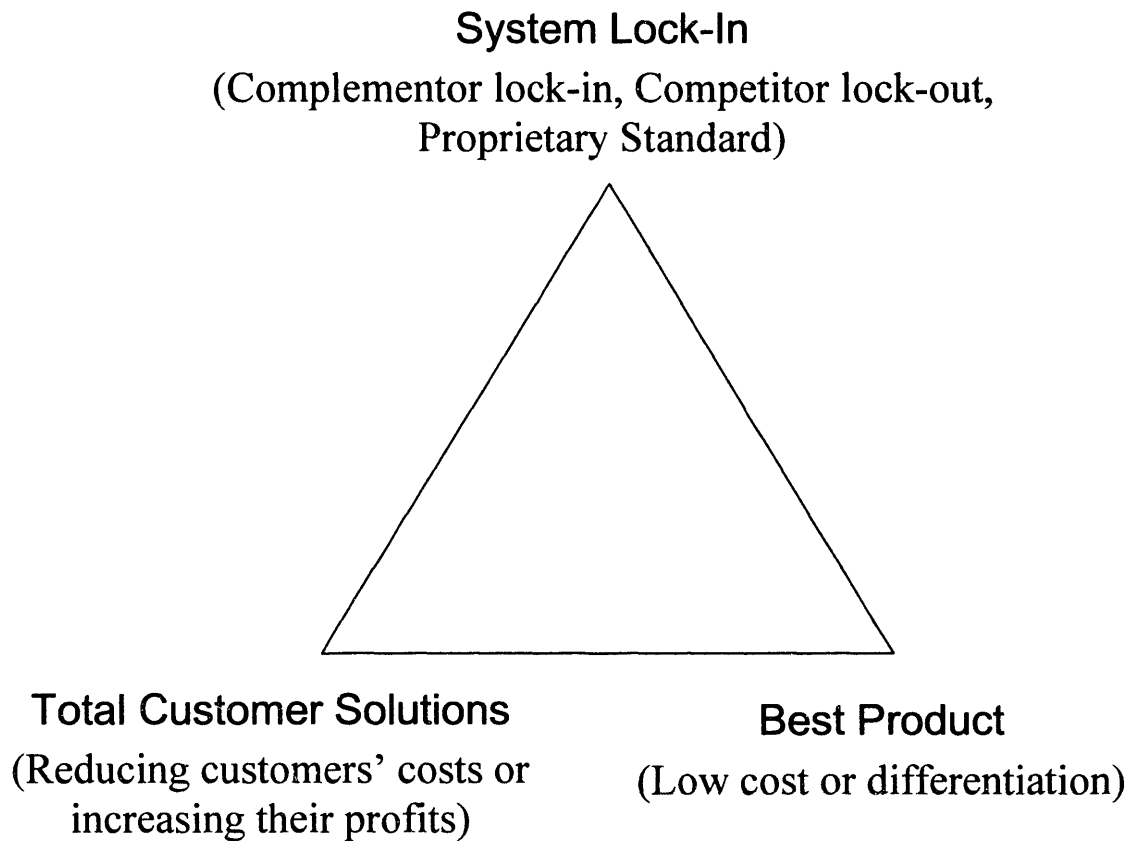 System Lock-In
(Complementor lock-in, Competitor lock-out,
Proprietary Standard)
Total Customer Solutions
(Reducing customers’ costs or
increasing their profits)
Best Product
(Low cost or differentiation)